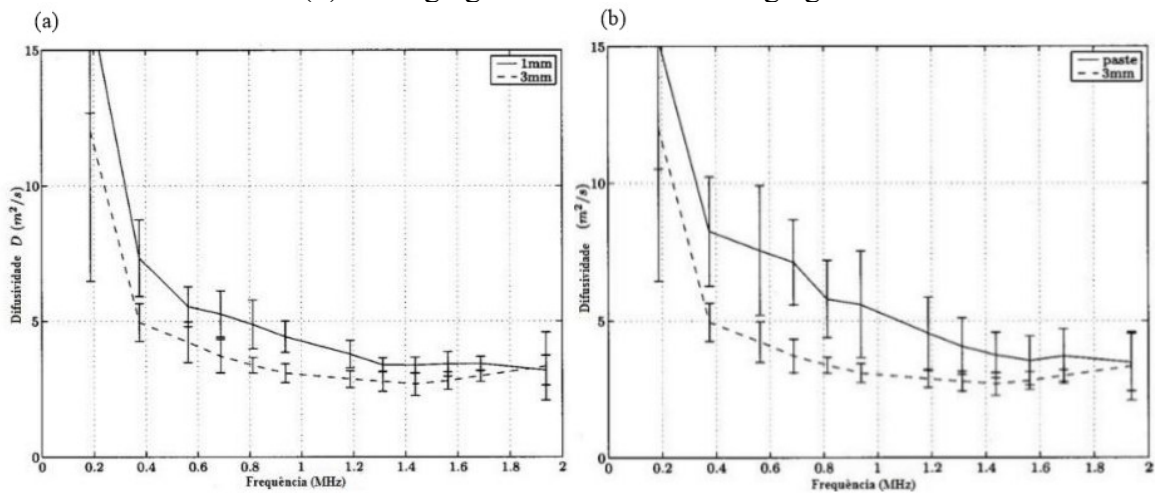 (a)
15
10
5
0
Difusividade D (m²/s)
1mm
3mm
0 0.2 0.4 0.6 0.8 1 1.2 1.4 1.6 1.8 2
Frequència (MHz)
(b)
15
10
5
0
Difusividade (m²/s)
paste
3mm
0 0.2 0.4 0.6 0.8 1 1.2 1.4 1.6 1.8 2
Frequència (MHz)